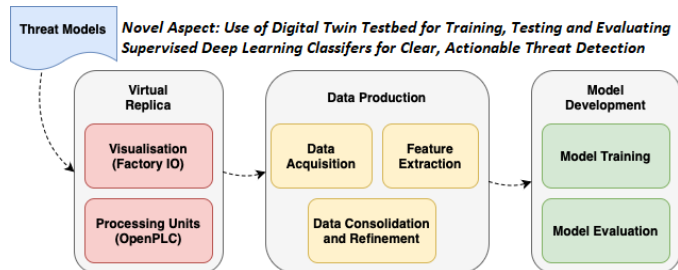 Threat Models
Novel Aspect: Use of Digital Twin Testbed for Training, Testing and Evaluating
Supervised Deep Learning Classifers for Clear, Actionable Threat Detection
Virtual
Replica
Visualisation
(Factory IO)
Processing Units
(OpenPLC)
Data Production
Data
Acquisition
Feature
Extraction
Data Consolidation
and Refinement
Model
Development
Model Training
Model Evaluation